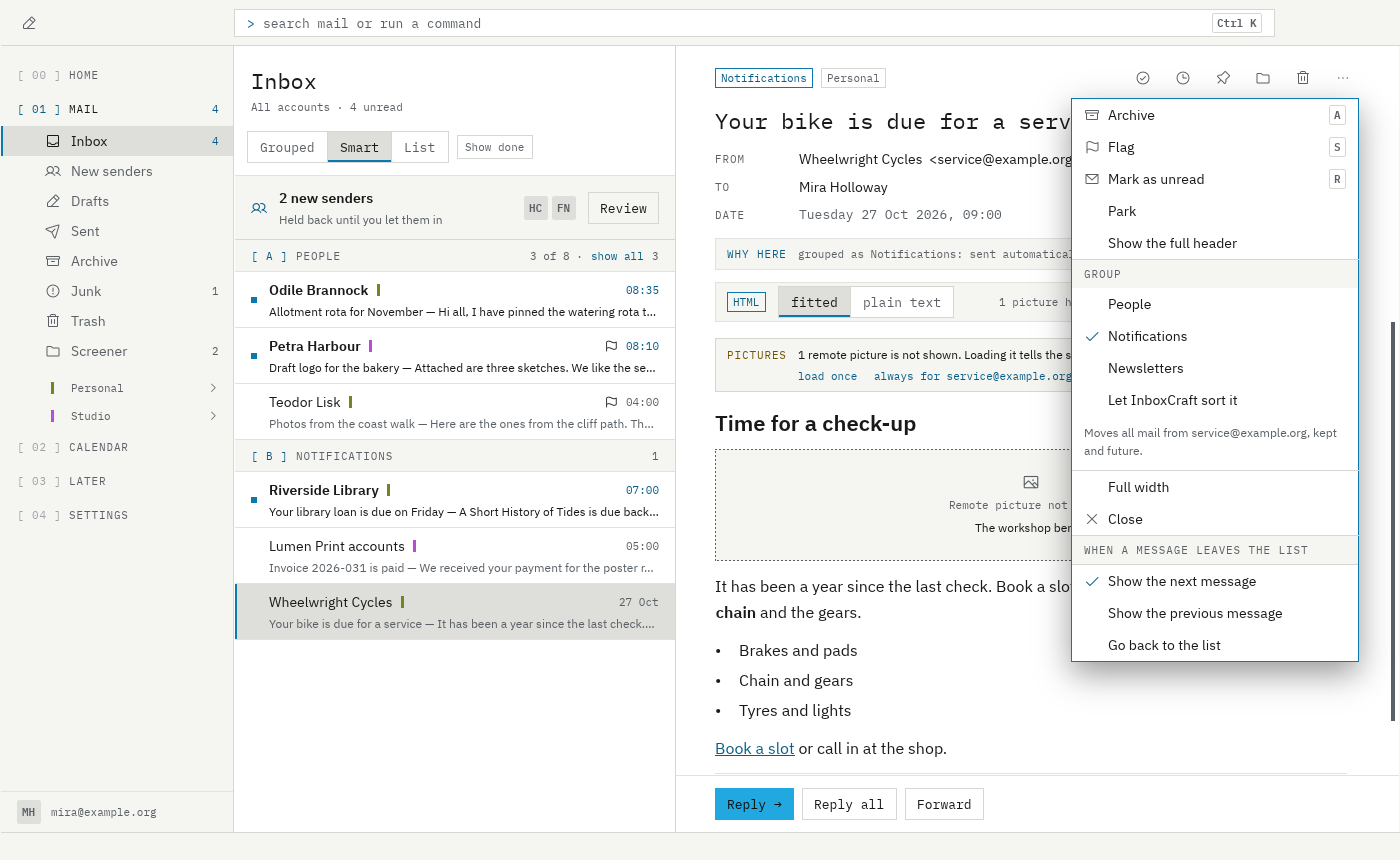 > search mail or run a command
Ctrl K
[ 00 ] HOME
[ 01 ] MAIL 4
Inbox 4
New senders
Drafts
Sent
Archive
Junk 1
Trash
Screener 2
Personal
Studio
[ 02 ] CALENDAR
[ 03 ] LATER
[ 04 ] SETTINGS
MH mira@example.org
Inbox
All accounts · 4 unread
Grouped Smart List Show done
2 new senders
Held back until you let them in
HC FN Review
[ A ] PEOPLE 3 of 8 · show all 3
Odile Brannock 08:35
Allotment rota for November — Hi all, I have pinned the watering rota t…
Petra Harbour 08:10
Draft logo for the bakery — Attached are three sketches. We like the se…
Teodor Lisk 04:00
Photos from the coast walk — Here are the ones from the cliff path. Th…
[ B ] NOTIFICATIONS 1
Riverside Library 07:00
Your library loan is due on Friday — A Short History of Tides is due back…
Lumen Print accounts 05:00
Invoice 2026-031 is paid — We received your payment for the poster r…
Wheelwright Cycles 27 Oct
Your bike is due for a service — It has been a year since the last check.…
Notifications Personal
Your bike is due for a serv
FROM Wheelwright Cycles <service@example.org
TO Mira Holloway
DATE Tuesday 27 Oct 2026, 09:00
WHY HERE grouped as Notifications: sent automatical
HTML fitted plain text 1 picture h
PICTURES 1 remote picture is not shown. Loading it tells the s
load once always for service@example.org
Time for a check-up
Remote picture not
The workshop ben
It has been a year since the last check. Book a slo
chain and the gears.
• Brakes and pads
• Chain and gears
• Tyres and lights
Book a slot or call in at the shop.
Reply → Reply all Forward
Archive A
Flag S
Mark as unread R
Park
Show the full header
GROUP
People
Notifications
Newsletters
Let InboxCraft sort it
Moves all mail from service@example.org, kept
and future.
Full width
Close
WHEN A MESSAGE LEAVES THE LIST
Show the next message
Show the previous message
Go back to the list